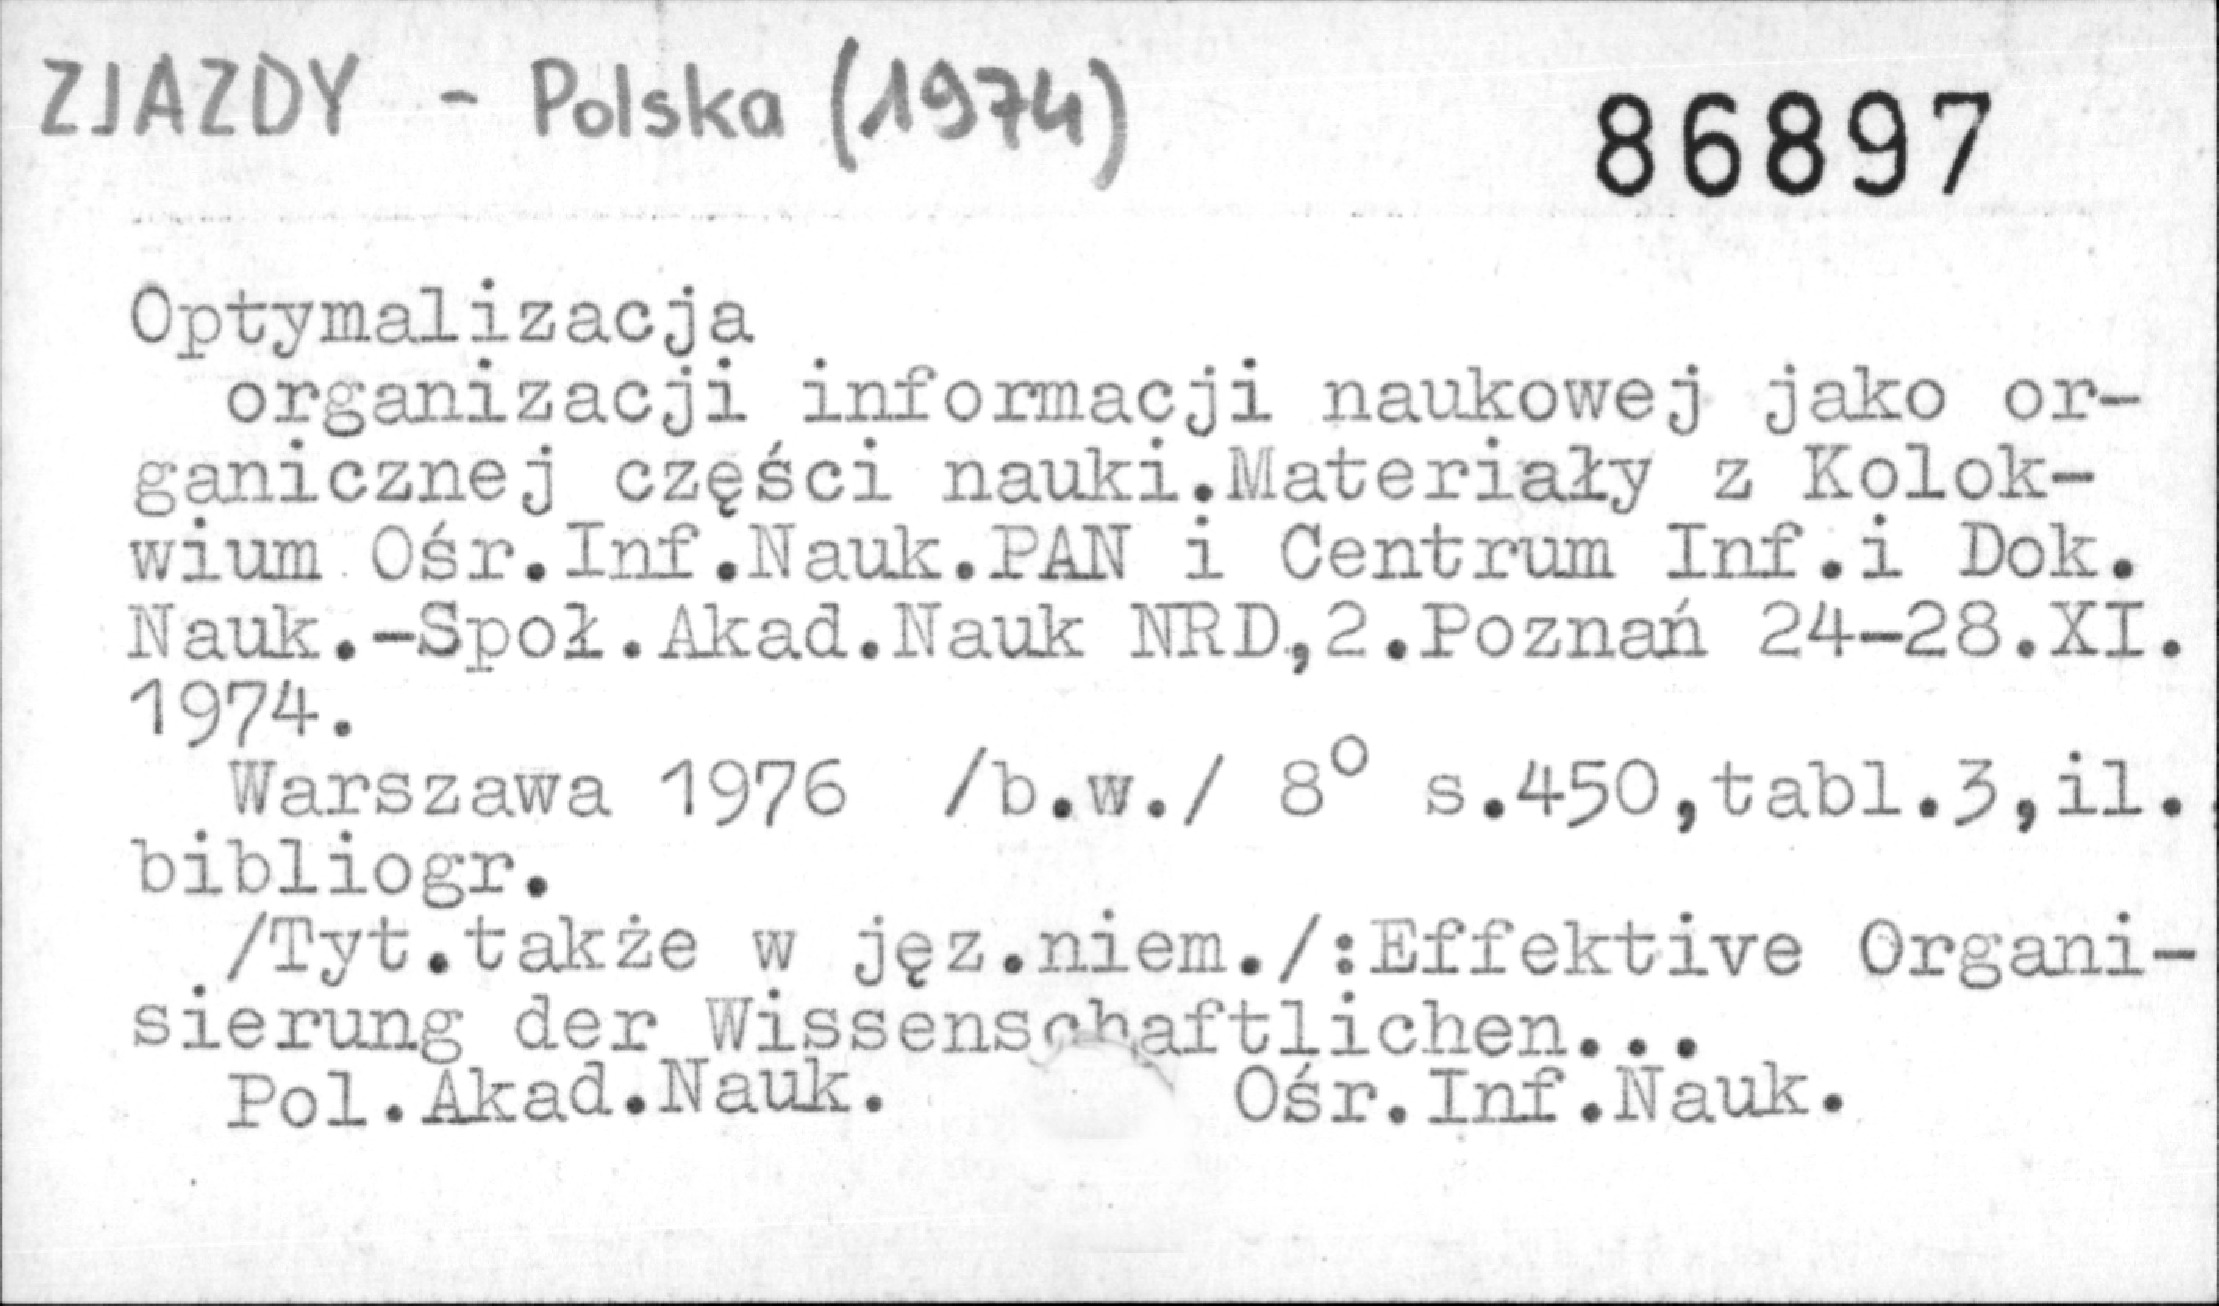 ZJAZDY - Polska (1974)
86897
Optymalizacja
organizacji informacji naukowej jako or-
ganicznej części nauki.Materiały z Kolok-
wium Ośr.Inf.Nauk.PAN i Centrum Inf.i Dok.
Nauk.-Społ.Akad.Nauk NRD,2.Poznań 24-28.XI.
1974.
Warszawa 1976 /b.w./ 8° s.450,tabl.3,il.
bibliogr.
/Tyt.także w jęz.niem./:Effektive Organi-
sierung der Wissenschaftlichen...
Pol.Akad.Nauk. Ośr.Inf.Nauk.